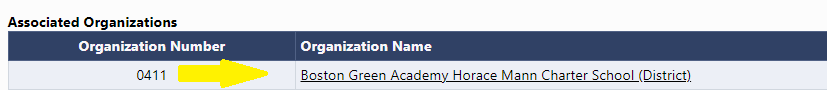 Associated Organizations
Organization Number Organization Name
0411 Boston Green Academy Horace Mann Charter School (District)